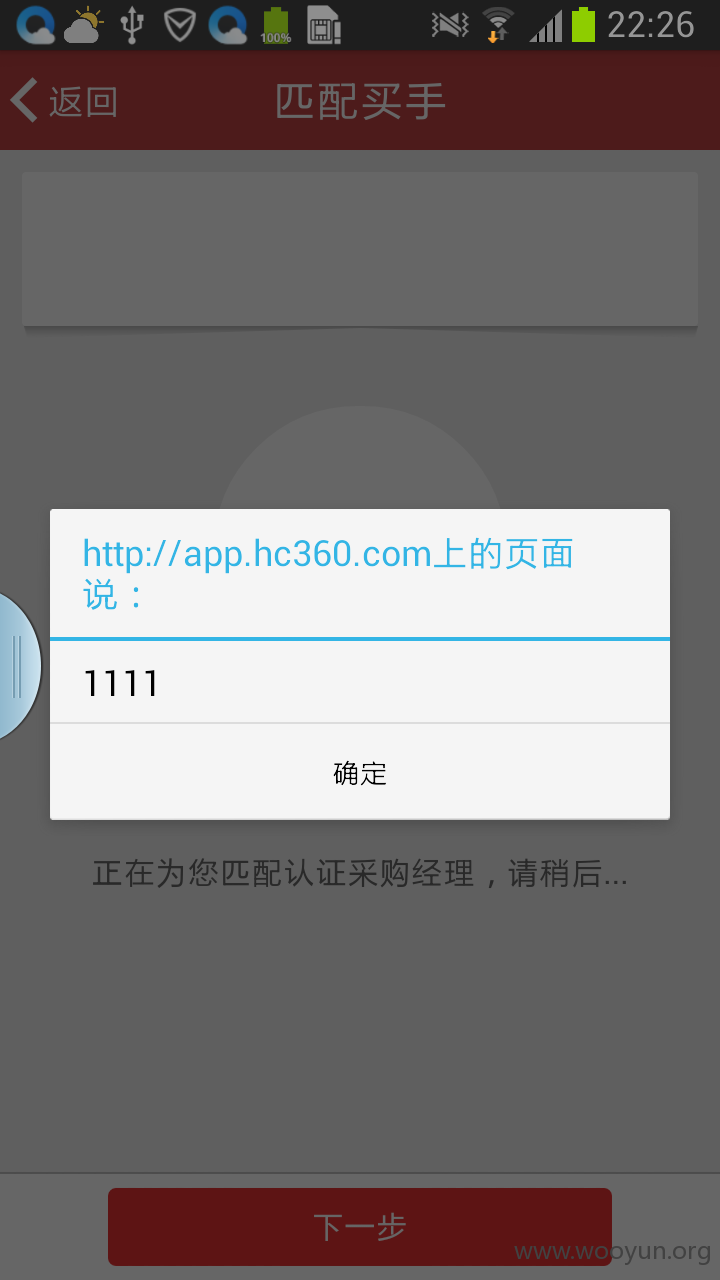 100%
22:26
返回
匹配买手
http://app.hc360.com上的页面
说：
1111
确定
正在为您匹配认证采购经理，请稍后...
下一步
www.wooyun.org